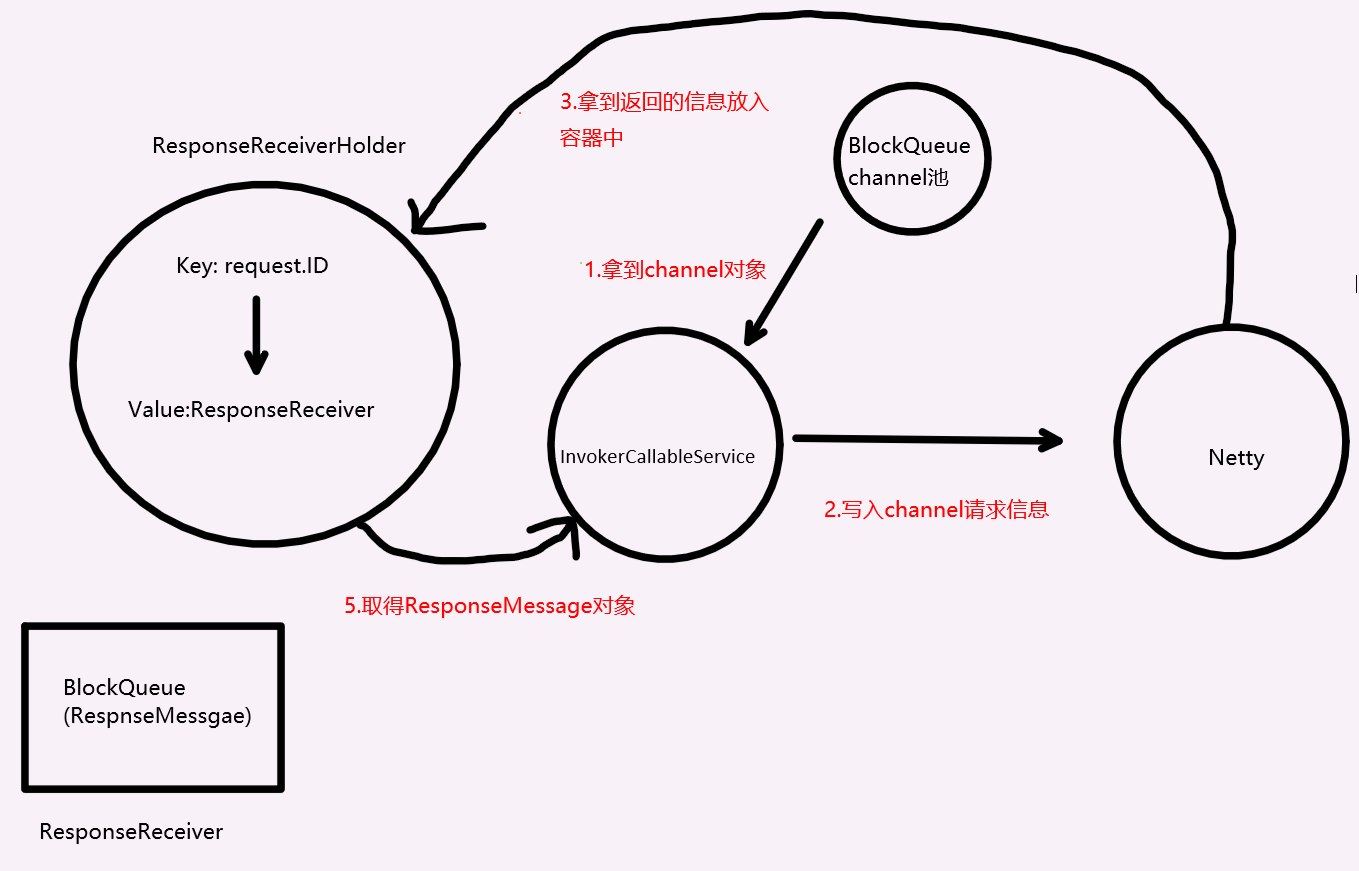 3.拿到返回的信息放入
容器中
ResponseReceiverHolder
BlockQueue
channel池
Key: request.ID
1.拿到channel对象
Value:ResponseReceiver
InvokerCallableService
Netty
2.写入channel请求信息
5.取得ResponseMessage对象
BlockQueue
(RespnseMessgae)
ResponseReceiver